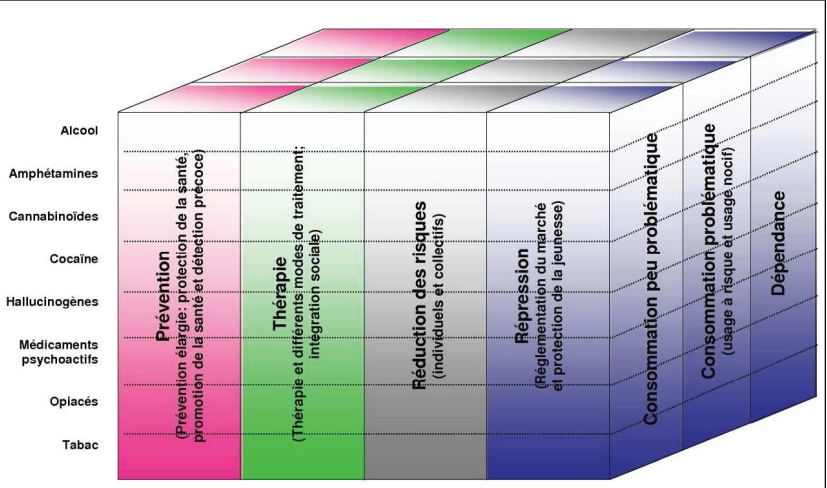 Alcool
Amphétamines
Cannabinoïdes
Cocaïne
Hallucinogènes
Médicaments
psychoactifs
Opiacés
Tabac
Prévention
(Prévention élargie: protection de la santé,
promotion de la santé et détection précoce)
Thérapie
(Thérapie et différents modes de traitement;
intégration sociale)
Réduction des risques
(Individuels et collectifs)
Répression
(Réglementation du marché
et protection de la jeunesse)
Consommation peu problématique
Consommation problématique
(usage à risque et usage nocif)
Dépendance